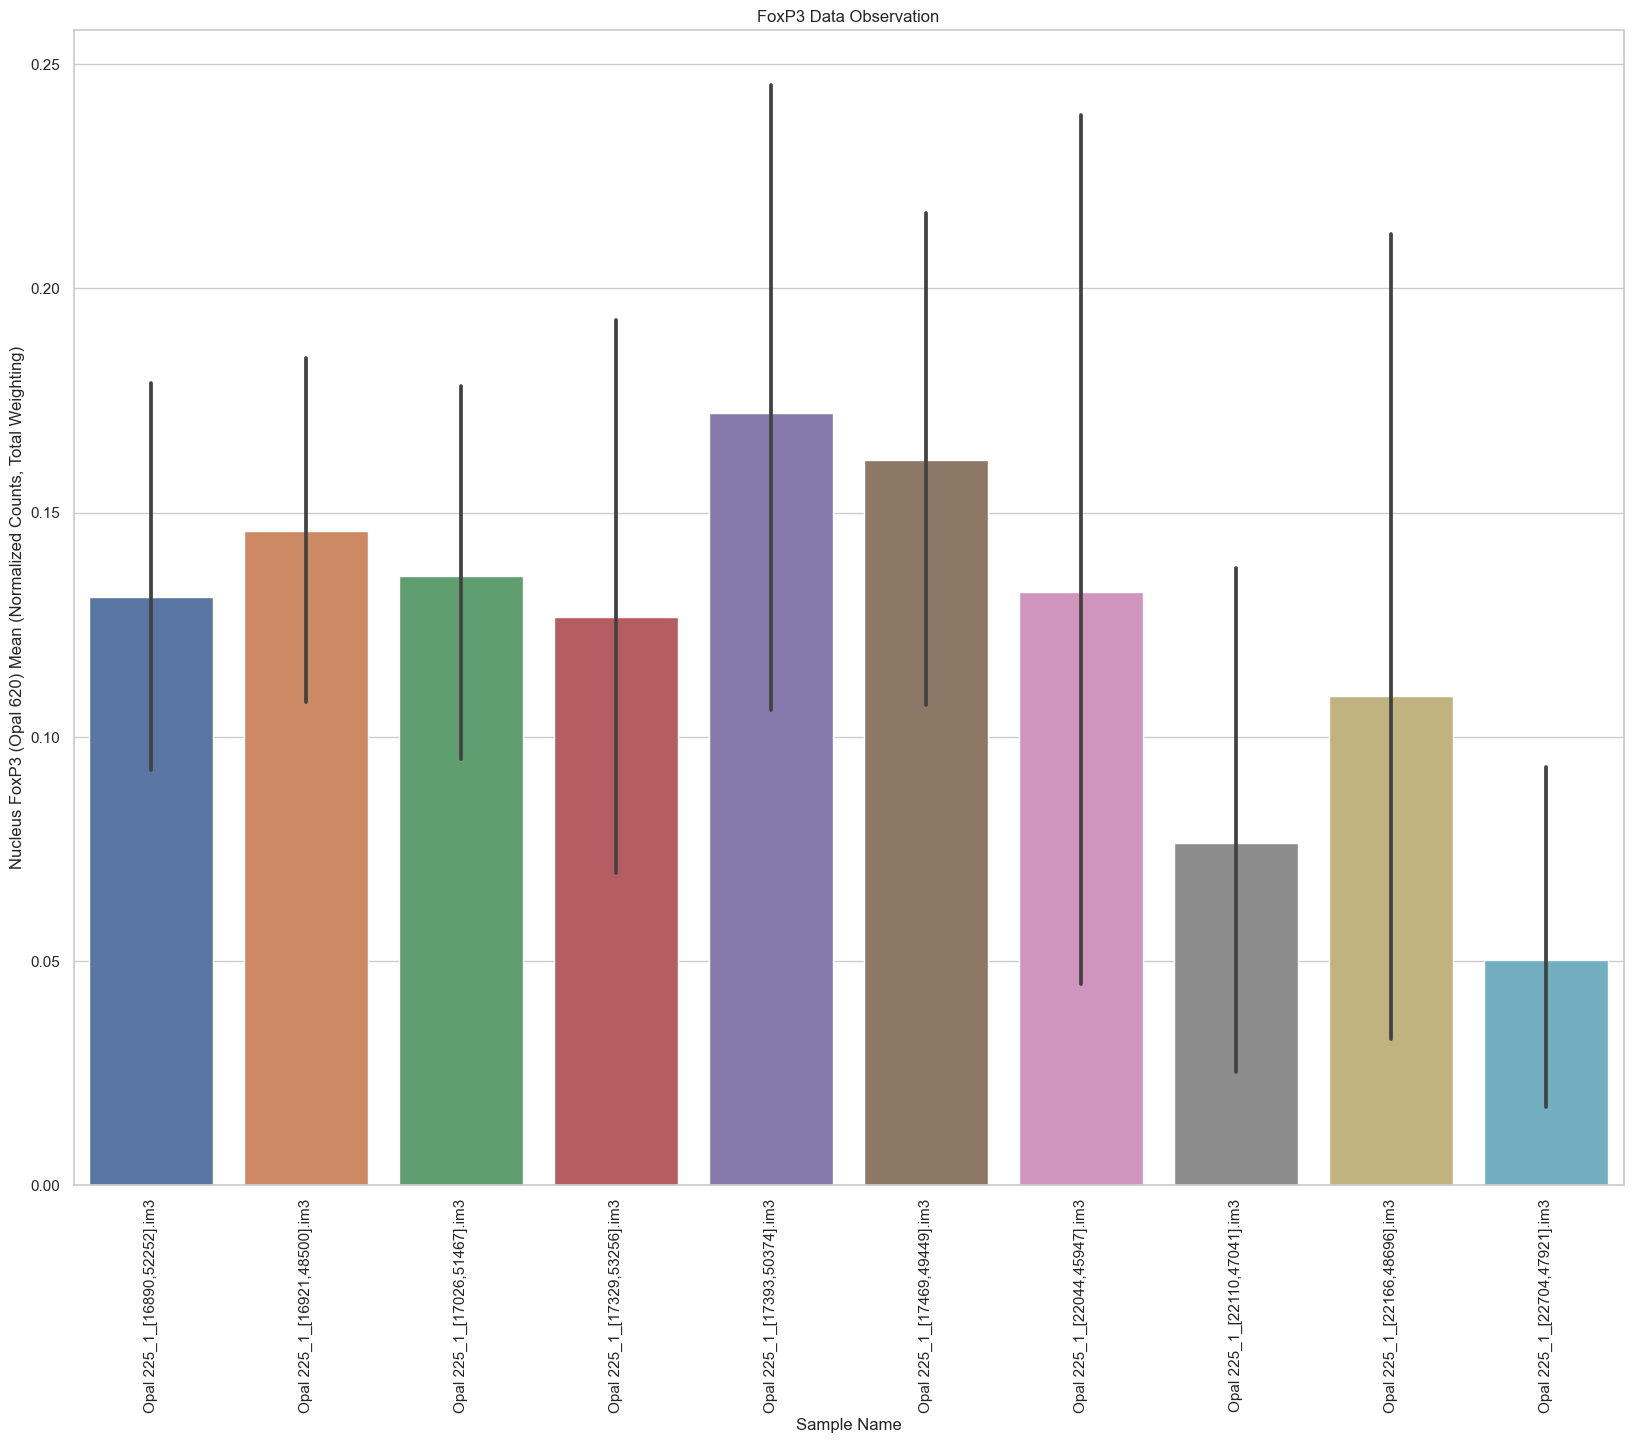 FoxP3 Data Observation
Nucleus FoxP3 (Opal 620) Mean (Normalized Counts, Total Weighting)
0.25
0.20
0.15
0.10
0.05
0.00
Opal 225_1_[16890,52252].im3
Opal 225_1_[16921,48500].im3
Opal 225_1_[17026,51467].im3
Opal 225_1_[17329,53256].im3
Opal 225_1_[17393,50374].im3
Opal 225_1_[17469,49449].im3
Opal 225_1_[22044,45947].im3
Opal 225_1_[22110,47041].im3
Opal 225_1_[22166,48696].im3
Opal 225_1_[22704,47921].im3
Sample Name